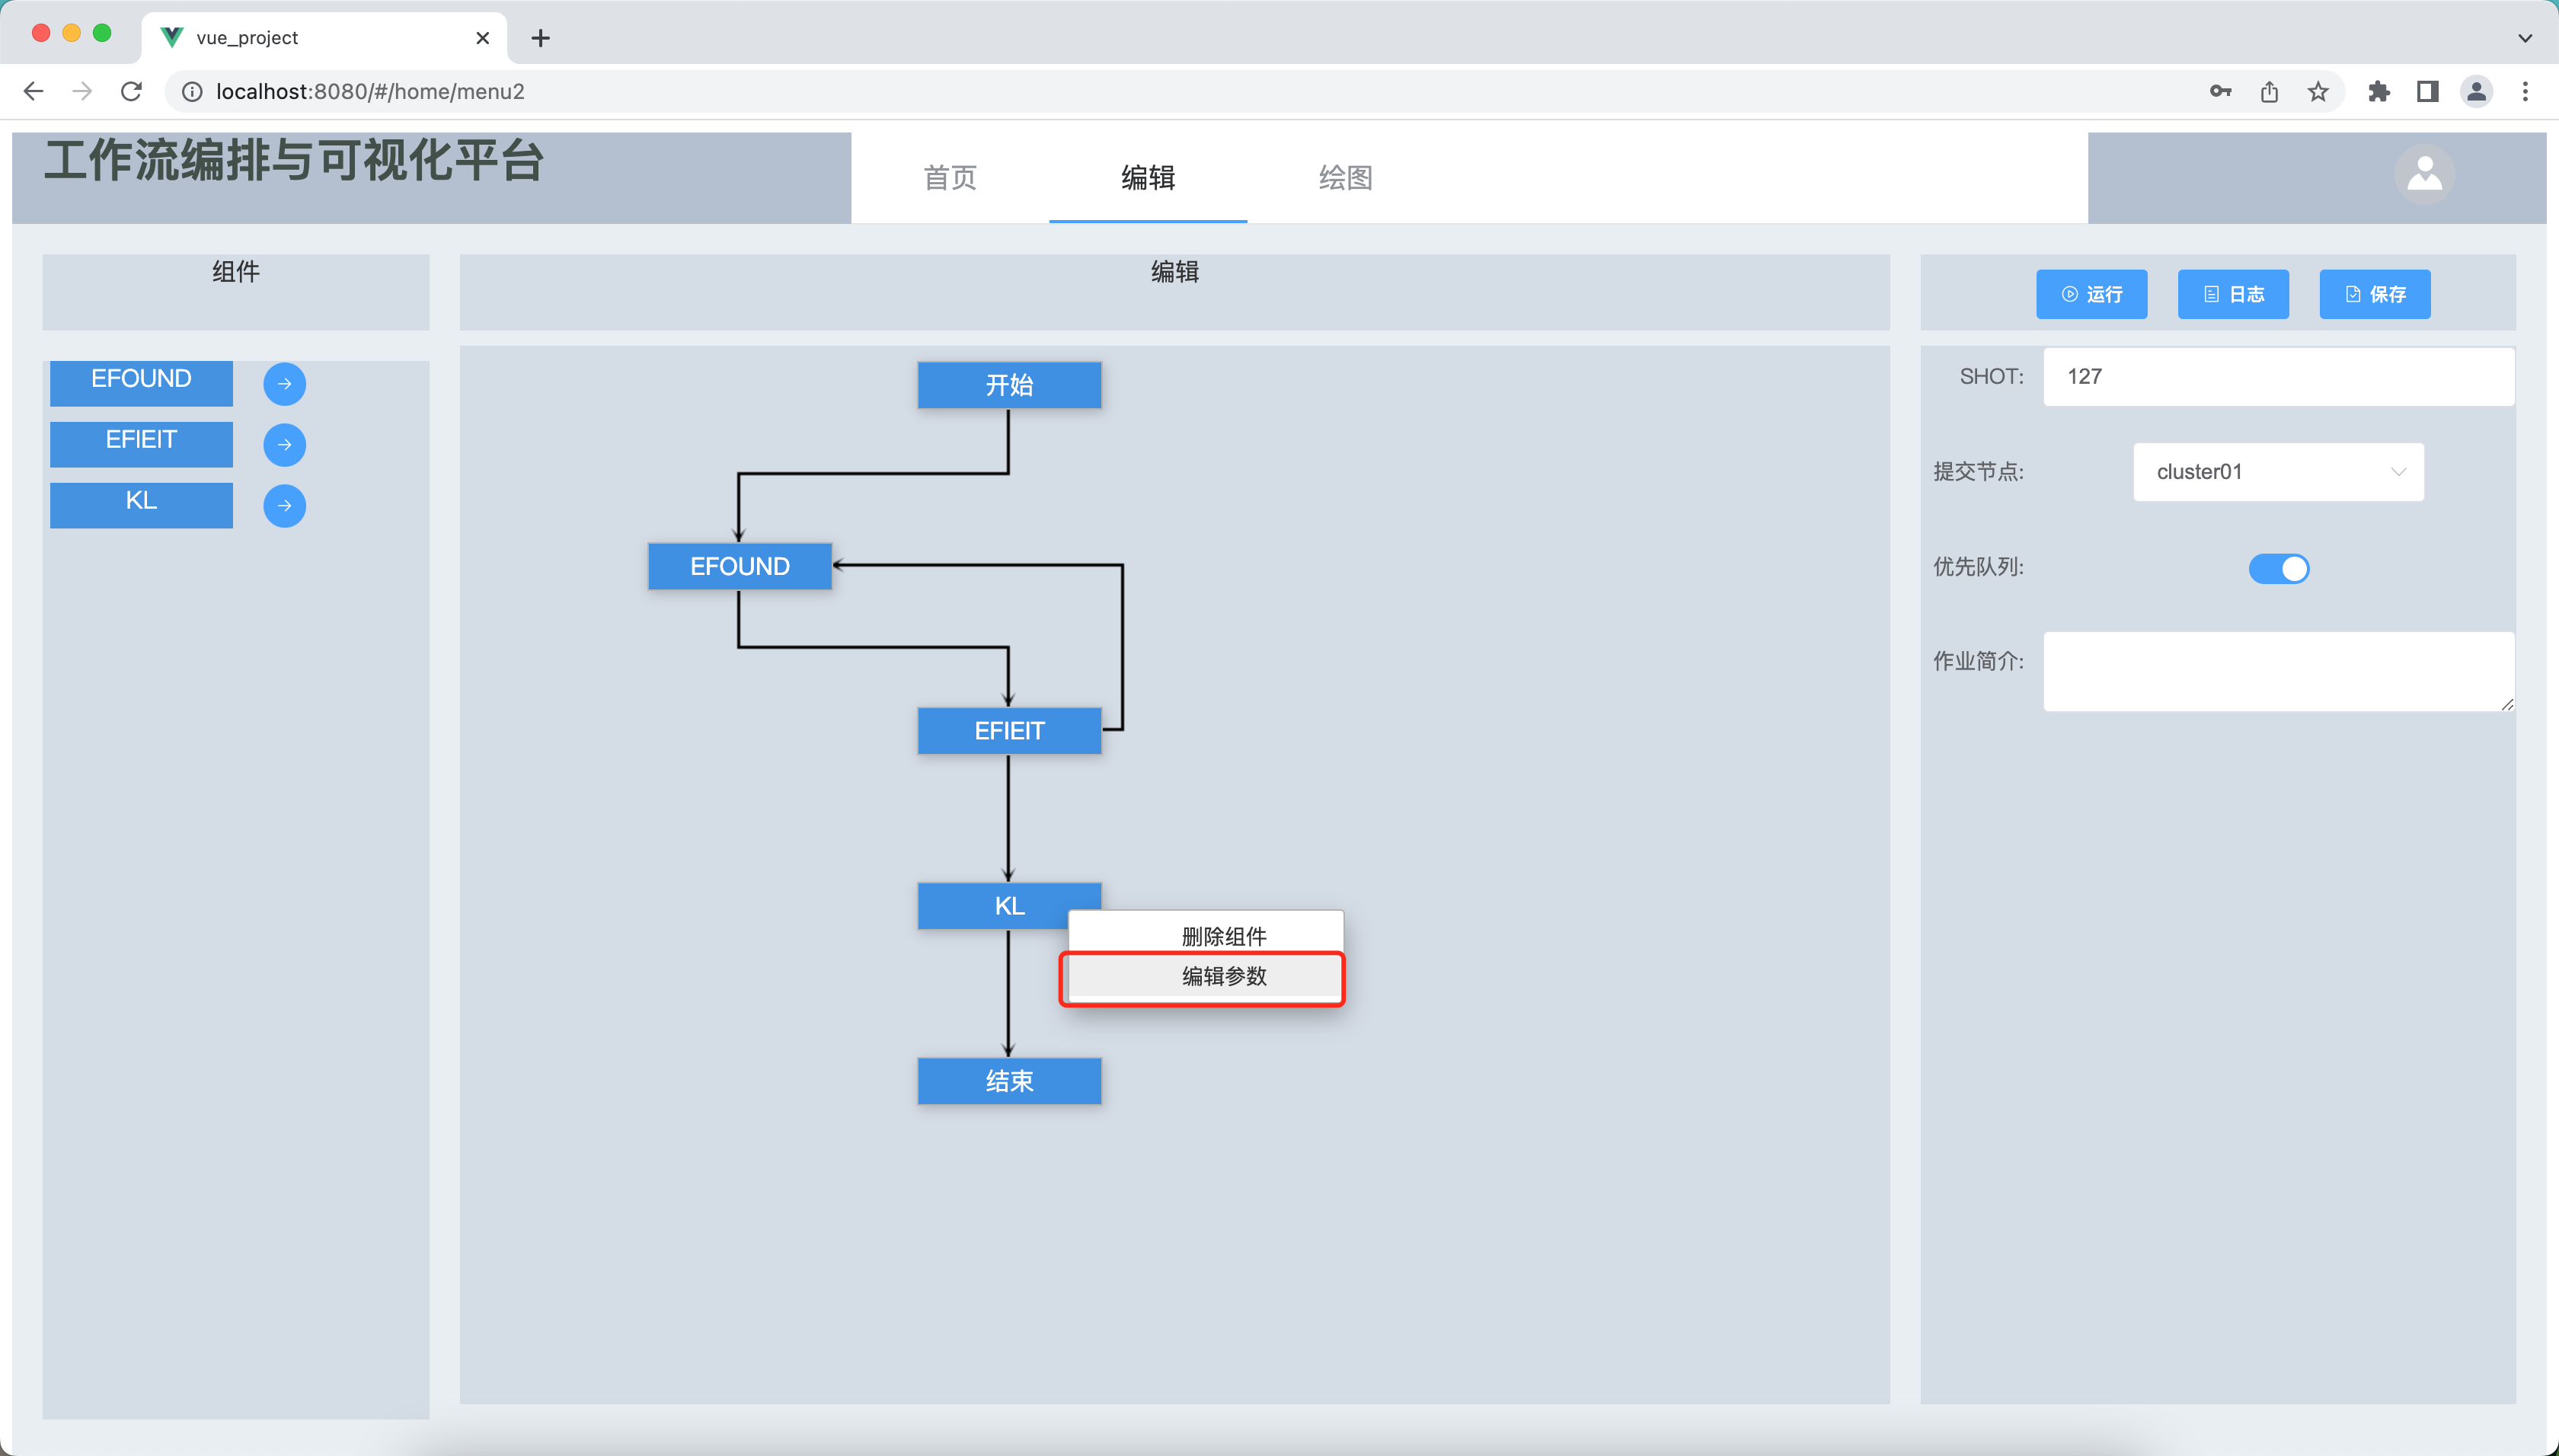 vue_project
localhost:8080/#/home/menu2
工作流编排与可视化平台
首页
编辑
绘图
组件
编辑
运行
日志
保存
EFOUND
EFIEIT
KL
开始
EFOUND
EFIEIT
KL
删除组件
编辑参数
结束
SHOT:
127
提交节点:
cluster01
优先队列:
作业简介: